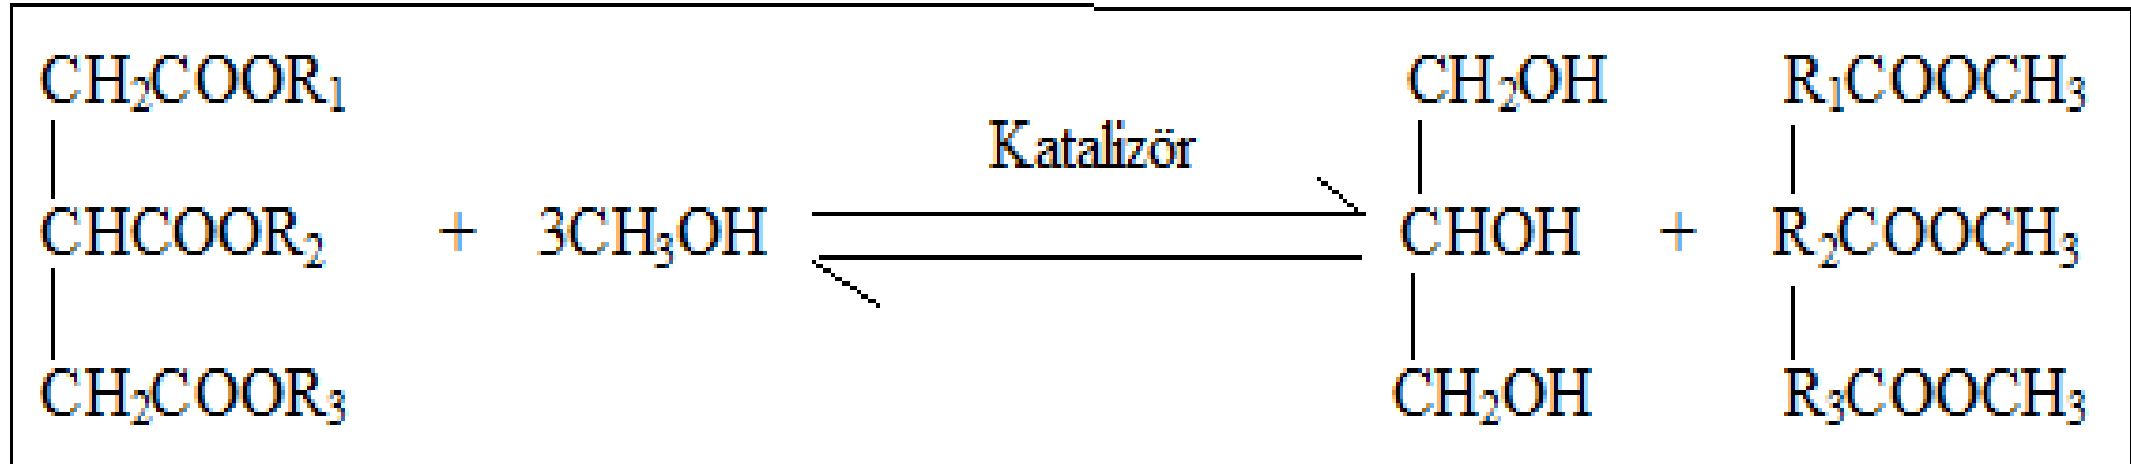 CH₂COOR₁ CH₂OH R₁COOCH₃
Katalizör
CHCOOR₂ + 3CH₃OH CHOH + R₂COOCH₃
CH₂COOR₃ CH₂OH R₃COOCH₃